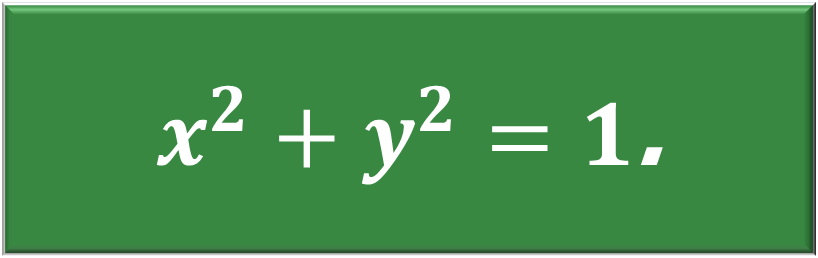 x² + y² = 1.